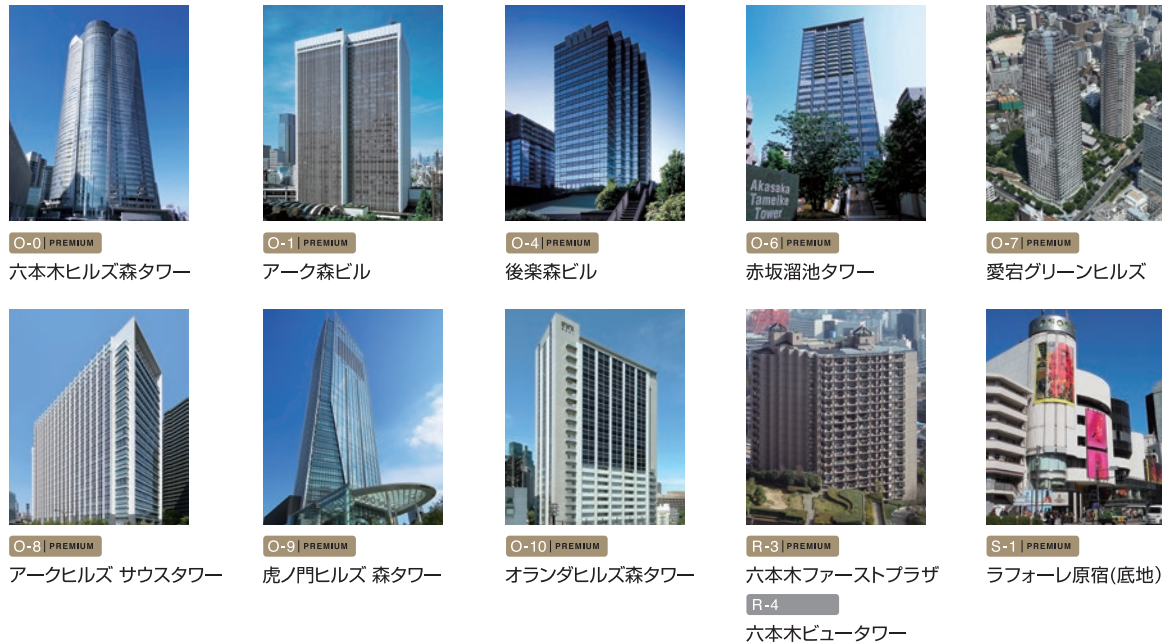 Akasaka
Tameike
Tower
O-0 PREMIUM
六本木ヒルズ森タワー
O-1 PREMIUM
アーク森ビル
O-4 PREMIUM
後楽森ビル
O-6 PREMIUM
赤坂溜池タワー
O-7 PREMIUM
愛宕グリーンヒルズ
O-8 PREMIUM
アークヒルズ サウスタワー
O-9 PREMIUM
虎ノ門ヒルズ 森タワー
O-10 PREMIUM
オランダヒルズ森タワー
R-3 PREMIUM
六本木ファーストプラザ
R-4
六本木ビュータワー
S-1 PREMIUM
ラフォーレ原宿(底地)